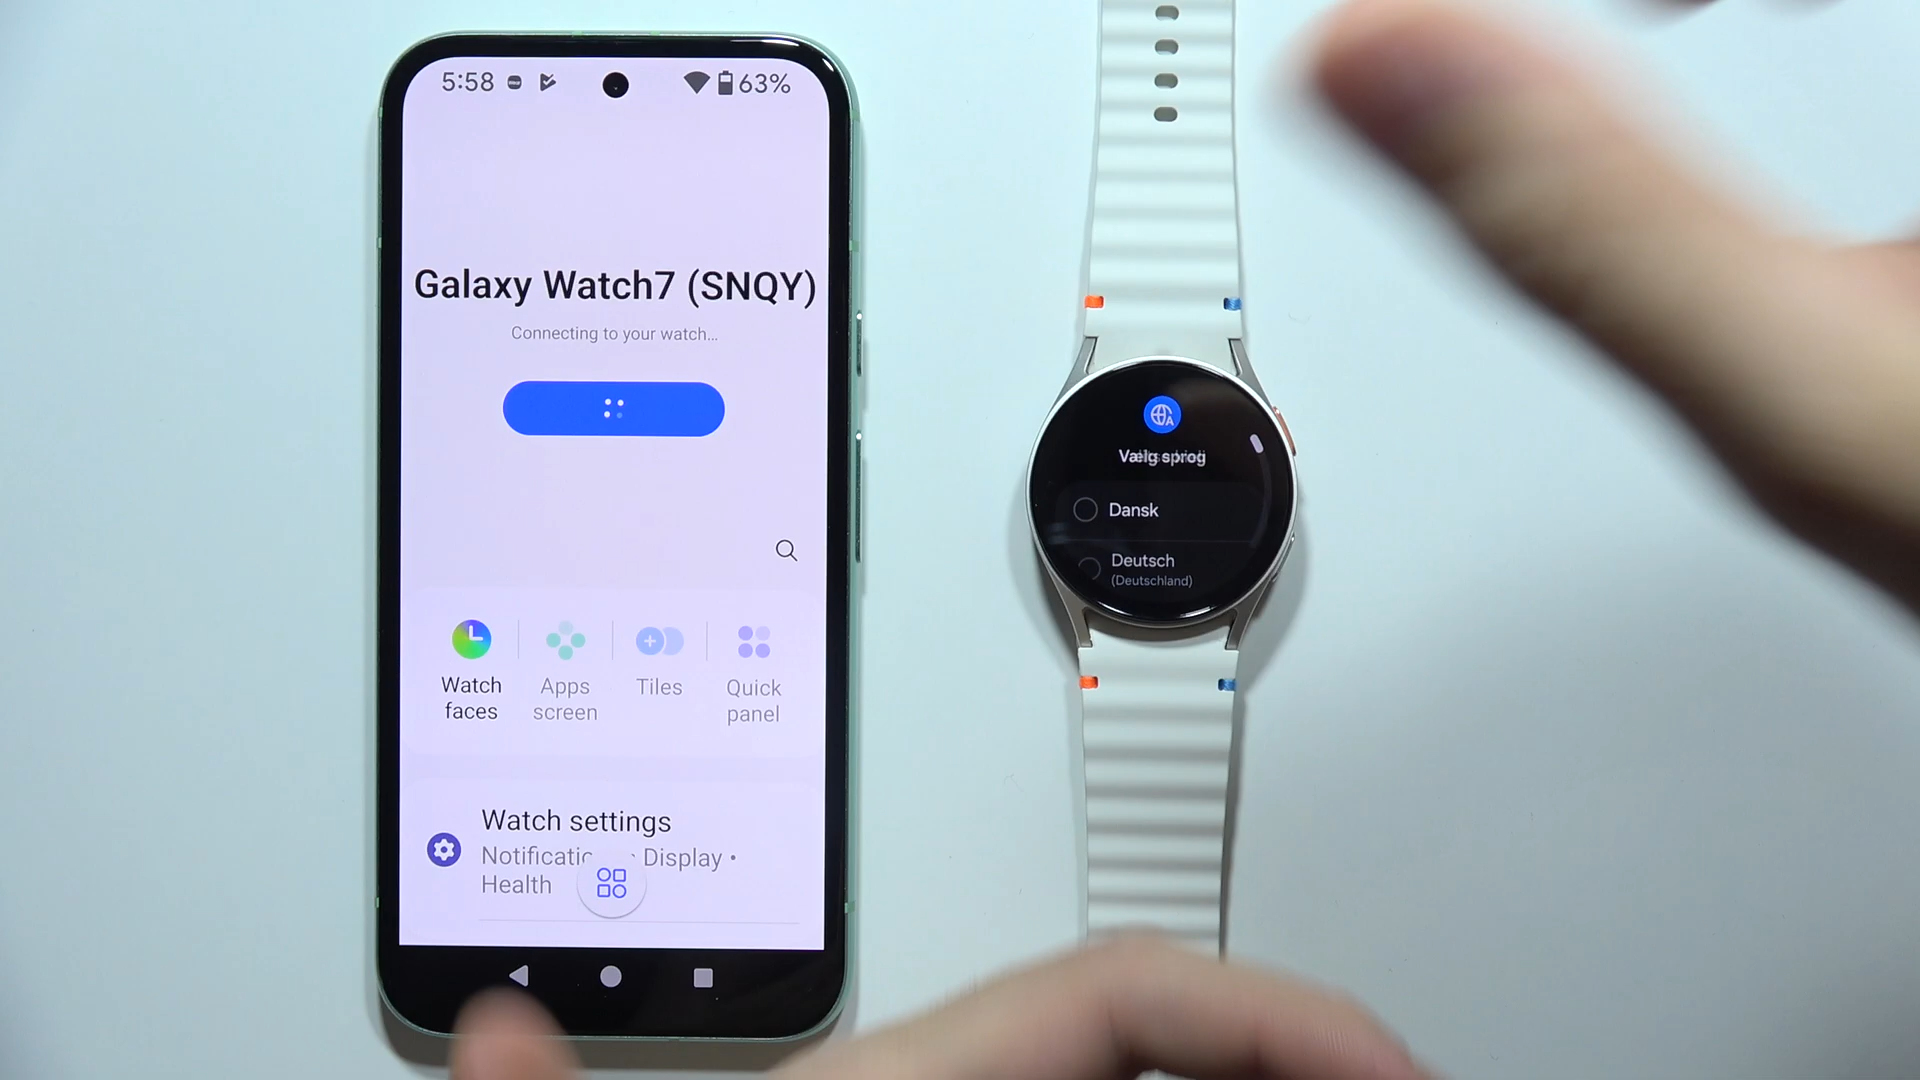 5:58
63%
Galaxy Watch7 (SNQY)
Connecting to your watch...
Watch
faces
Apps
screen
Tiles
Quick
panel
Watch settings
Display •
Health
Vælg sprog
Dansk
Deutsch
(Deutschland)